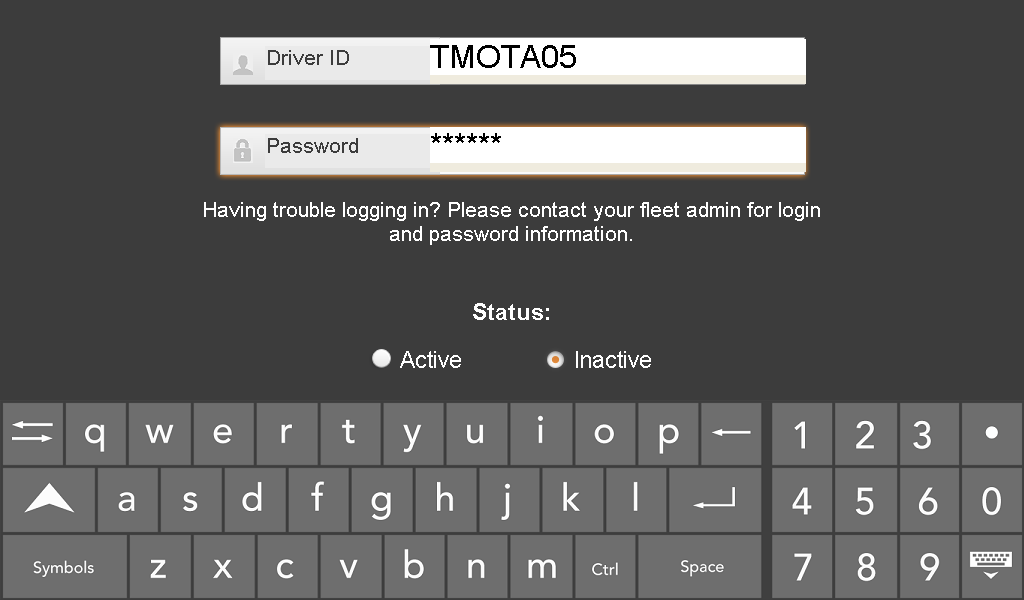 Driver ID TMOTA05
Password ******
Having trouble logging in? Please contact your fleet admin for login
and password information.
Status:
Active Inactive
q w e r t y u i o p 1 2 3 •
a s d f g h j k l 4 5 6 0
Symbols z x c v b n m Ctrl Space 7 8 9